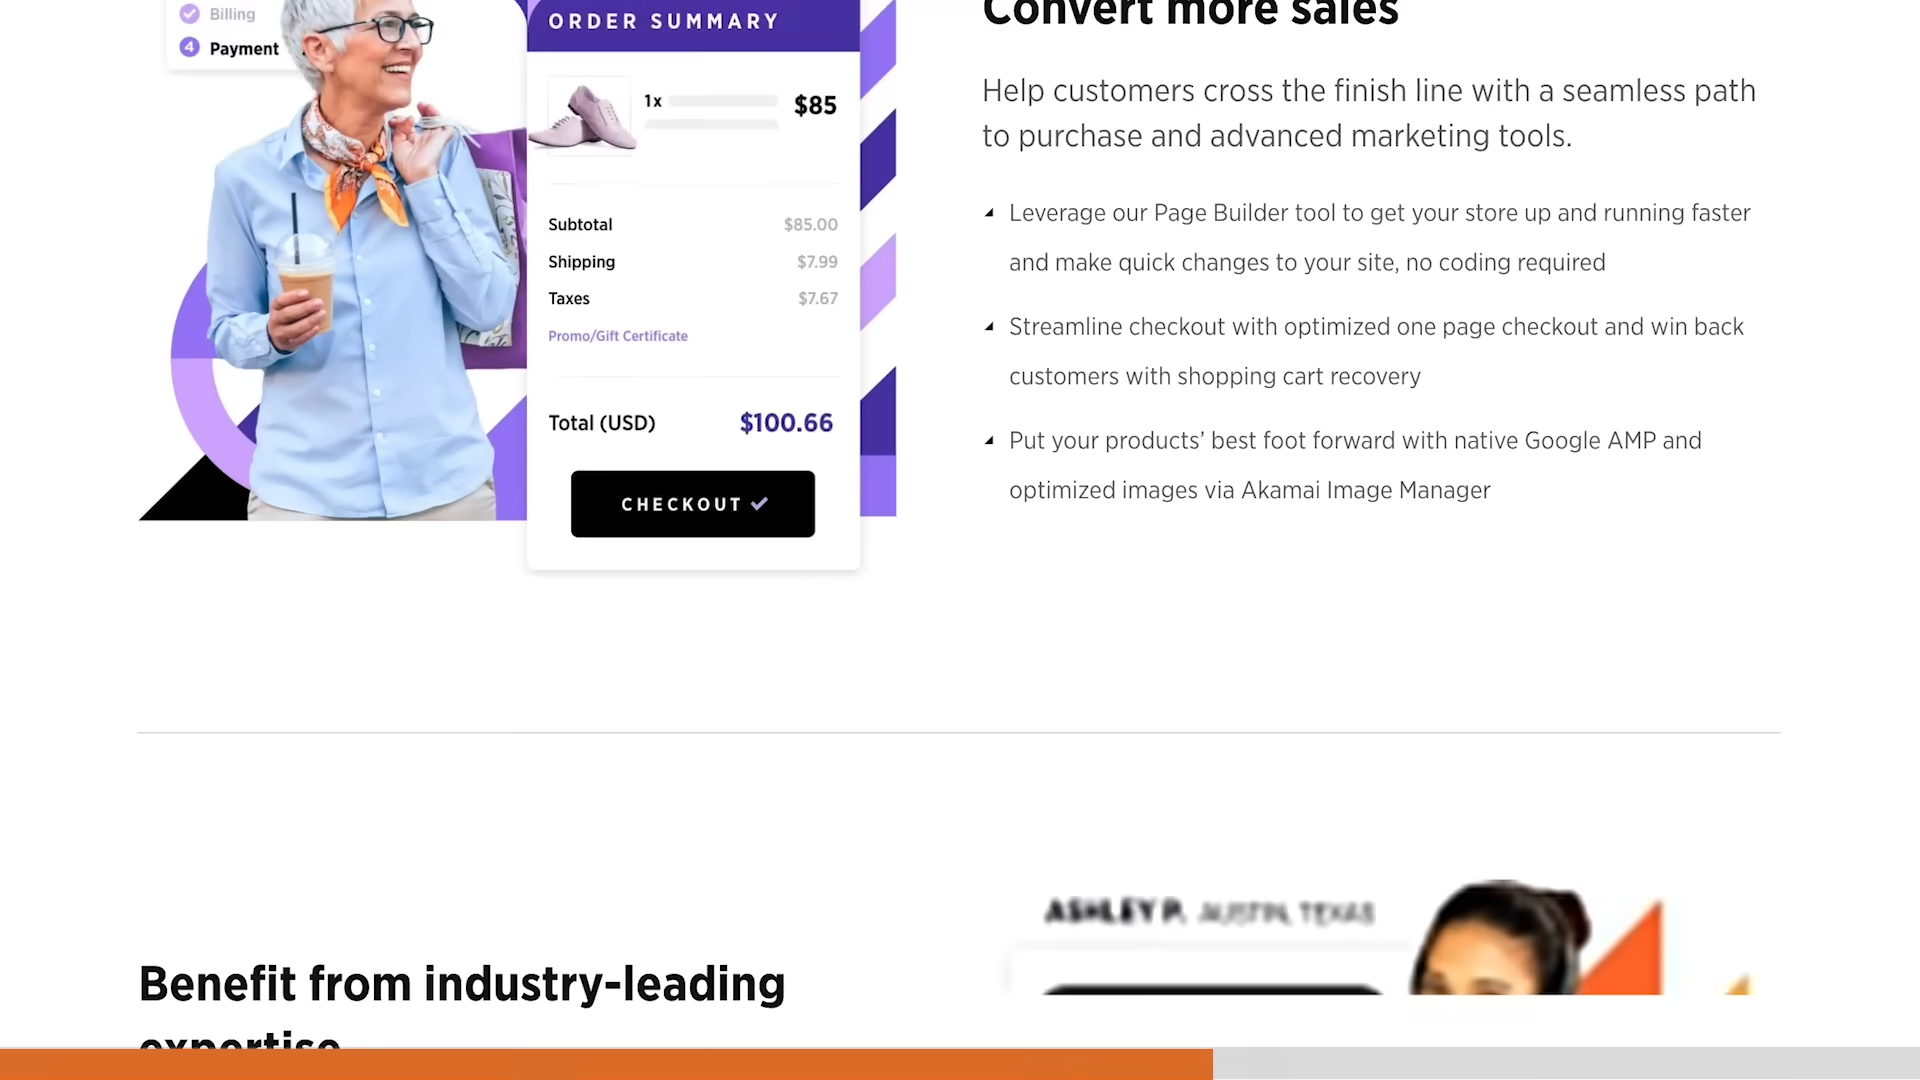 Billing
4 Payment
ORDER SUMMARY
1x $85
Subtotal $85.00
Shipping $7.99
Taxes $7.67
Promo/Gift Certificate
Total (USD) $100.66
CHECKOUT
Convert more sales
Help customers cross the finish line with a seamless path
to purchase and advanced marketing tools.
Leverage our Page Builder tool to get your store up and running faster
and make quick changes to your site, no coding required
Streamline checkout with optimized one page checkout and win back
customers with shopping cart recovery
Put your products’ best foot forward with native Google AMP and
optimized images via Akamai Image Manager
Benefit from industry-leading
expertise
ASHLEY P. AUSTIN, TEXAS